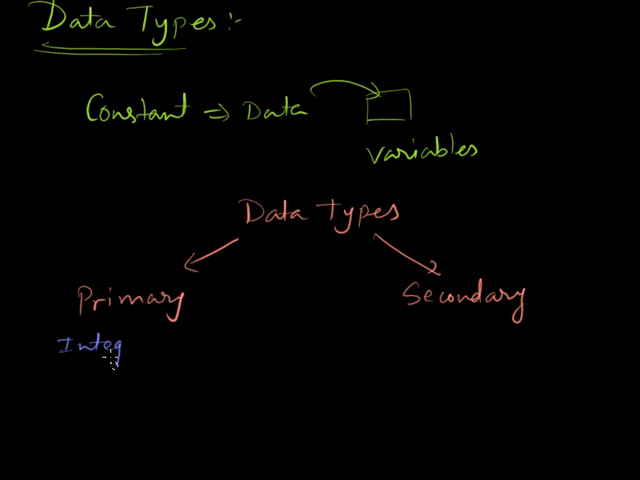 Data Types:-
Constant ⇒ Data
variables
Data Types
Primary Secondary
Integ